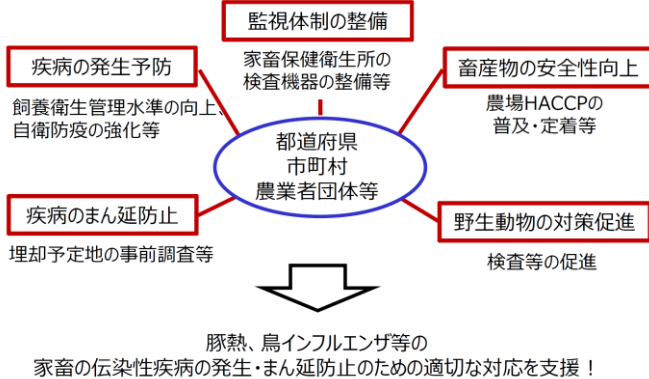 監視体制の整備
家畜保健衛生所の
検査機器の整備等
疾病の発生予防
飼養衛生管理水準の向上、
自衛防疫の強化等
畜産物の安全性向上
農場HACCPの
普及・定着等
都道府県
市町村
農業者団体等
疾病のまん延防止
埋却予定地の事前調査等
野生動物の対策促進
検査等の促進
豚熱、鳥インフルエンザ等の
家畜の伝染性疾病の発生・まん延防止のための適切な対応を支援！